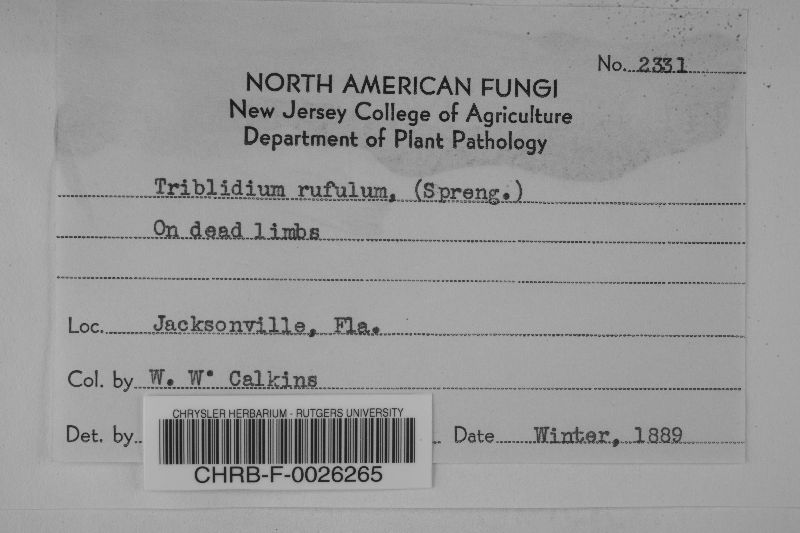 No. 2331
NORTH AMERICAN FUNGI
New Jersey College of Agriculture
Department of Plant Pathology
Triblidium rufulum, (Spreng.)
On dead limbs
Loc. Jacksonville, Fla.
Col. by W. W. Calkins
Det. by
Date Winter, 1889
CHRYSLER HERBARIUM - RUTGERS UNIVERSITY
CHRB-F-0026265